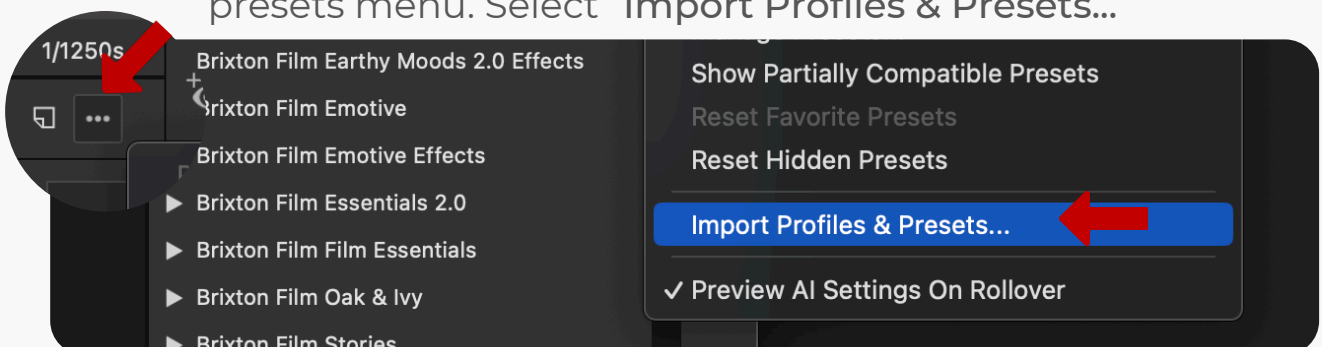 presets menu. Select "Import Profiles & Presets...
1/1250s
Brixton Film Earthy Moods 2.0 Effects
Brixton Film Emotive
Brixton Film Emotive Effects
Brixton Film Essentials 2.0
Brixton Film Film Essentials
Brixton Film Oak & Ivy
Brixton Film Stories
Show Partially Compatible Presets
Reset Favorite Presets
Reset Hidden Presets
Import Profiles & Presets...
✓ Preview AI Settings On Rollover